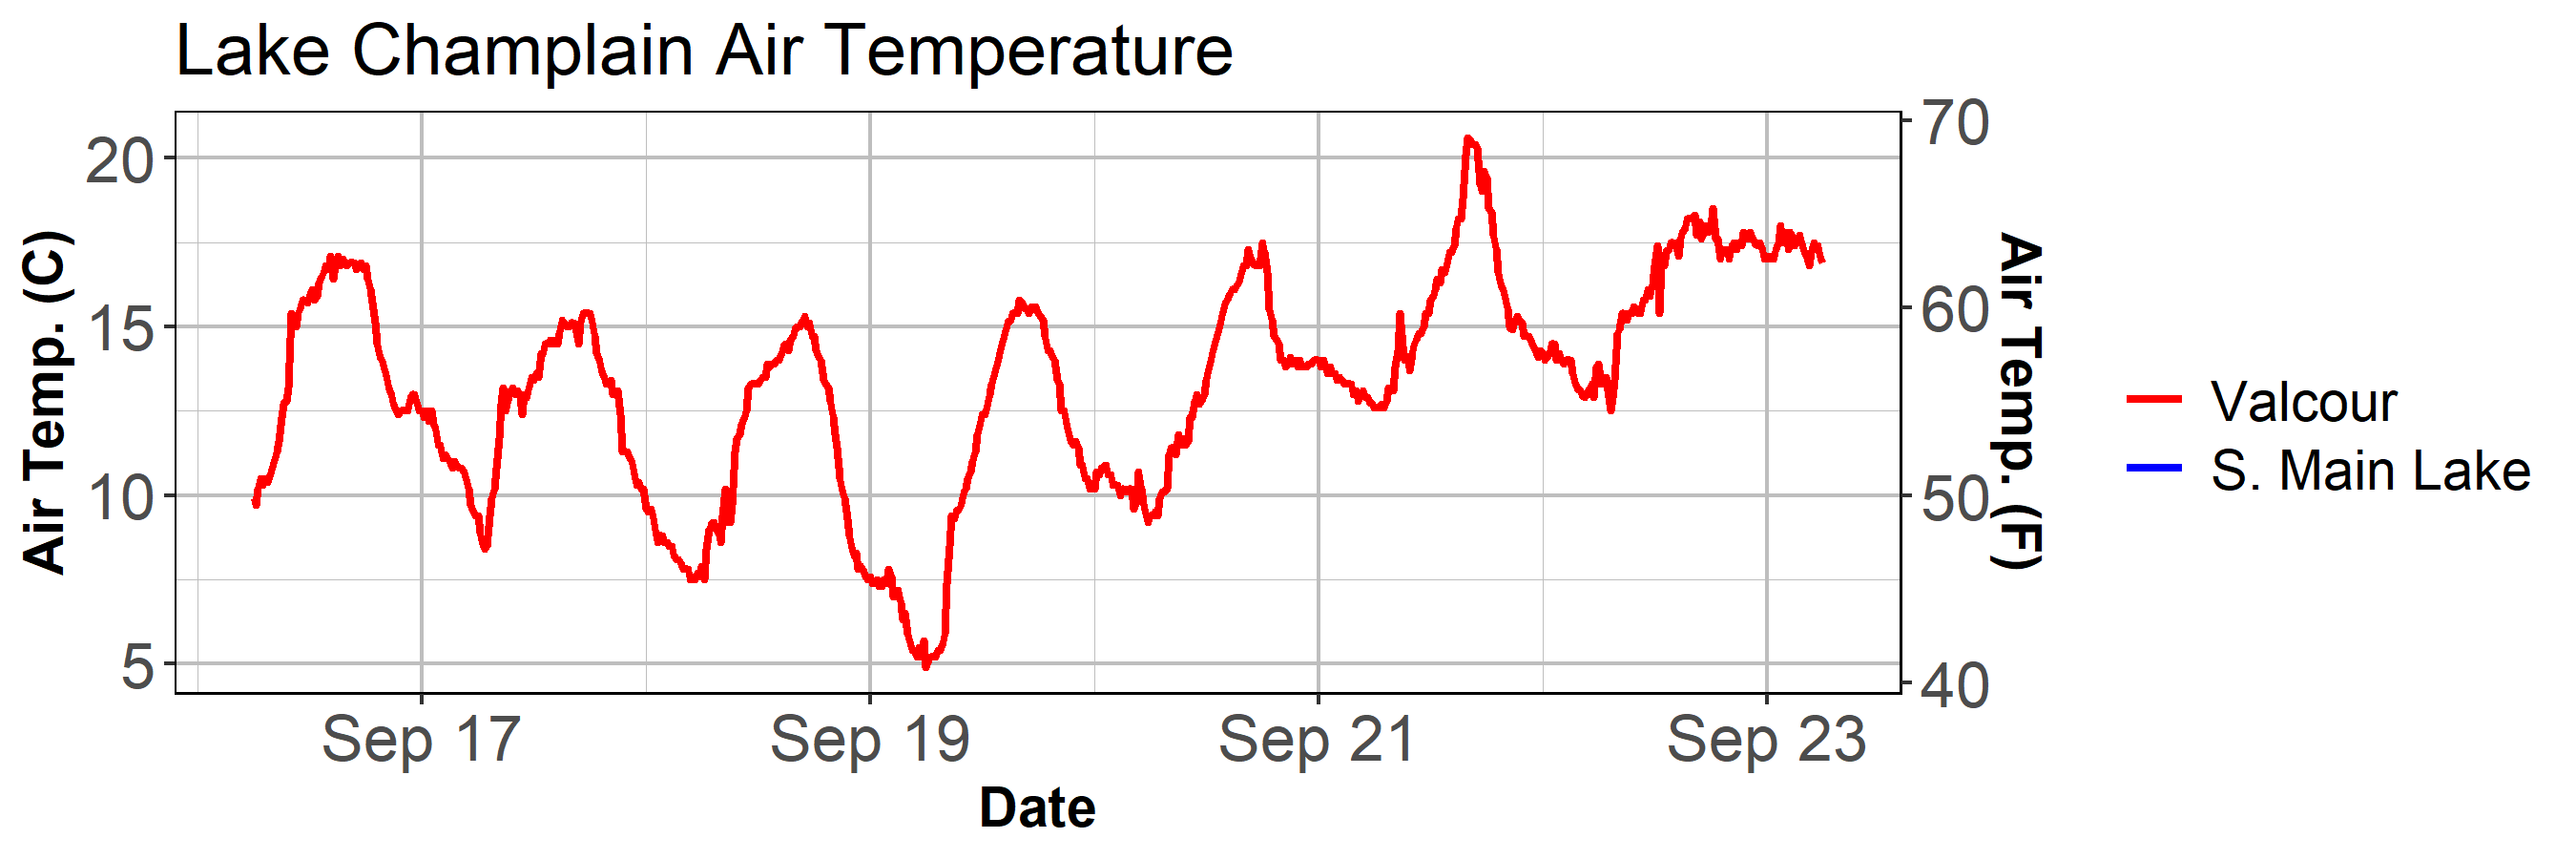 Lake Champlain Air Temperature
20
15
10
5
Air Temp. (C)
70
60
50
40
Air Temp. (F)
Sep 17
Sep 19
Sep 21
Sep 23
Date
Valcour
S. Main Lake